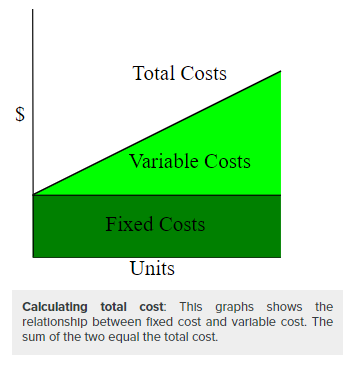 Total Costs
$
Variable Costs
Fixed Costs
Units
Calculating total cost: This graphs shows the
relationship between fixed cost and variable cost. The
sum of the two equal the total cost.